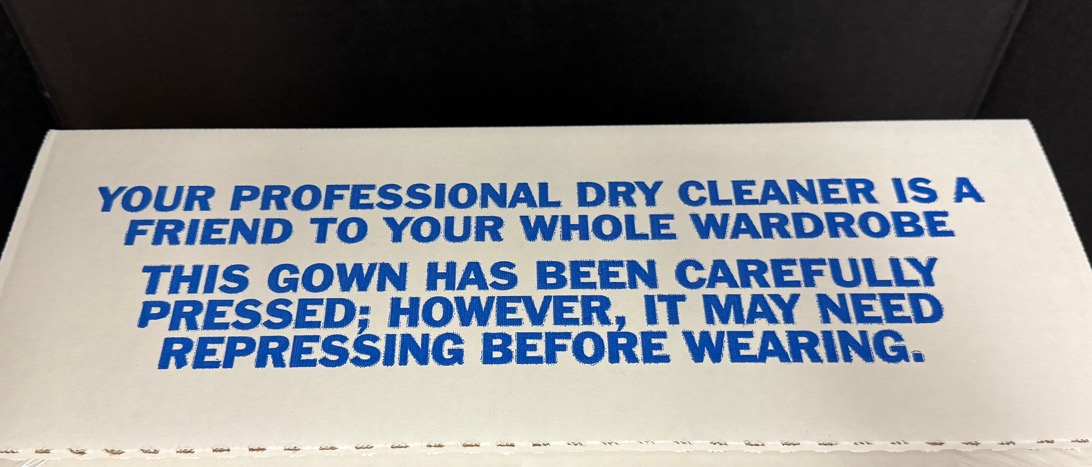 YOUR PROFESSIONAL DRY CLEANER IS A
FRIEND TO YOUR WHOLE WARDROBE
THIS GOWN HAS BEEN CAREFULLY
PRESSED; HOWEVER, IT MAY NEED
REPRESSING BEFORE WEARING.